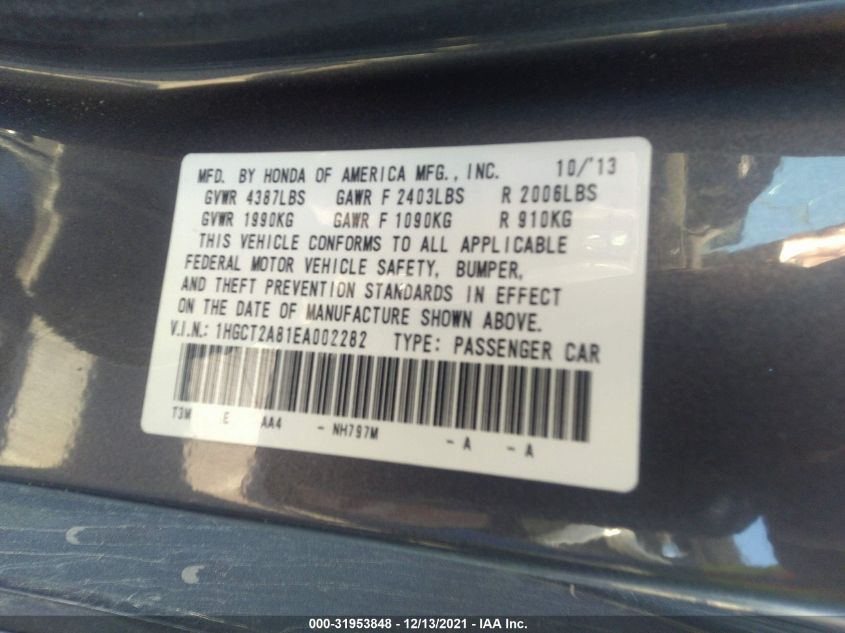 MFD. BY HONDA OF AMERICA MFG., INC. 10/'13
GVWR 4387LBS GAWR F 2403LBS R 2006LBS
GVWR 1990KG GAWR F 1090KG R 910KG
THIS VEHICLE CONFORMS TO ALL APPLICABLE
FEDERAL MOTOR VEHICLE SAFETY, BUMPER,
AND THEFT PREVENTION STANDARDS IN EFFECT
ON THE DATE OF MANUFACTURE SHOWN ABOVE.
V.I.N.: 1HGCT2A81EA002282 TYPE: PASSENGER CAR
T3M E AA4 - NH797M - A - A
000-31953848 - 12/13/2021 - IAA Inc.